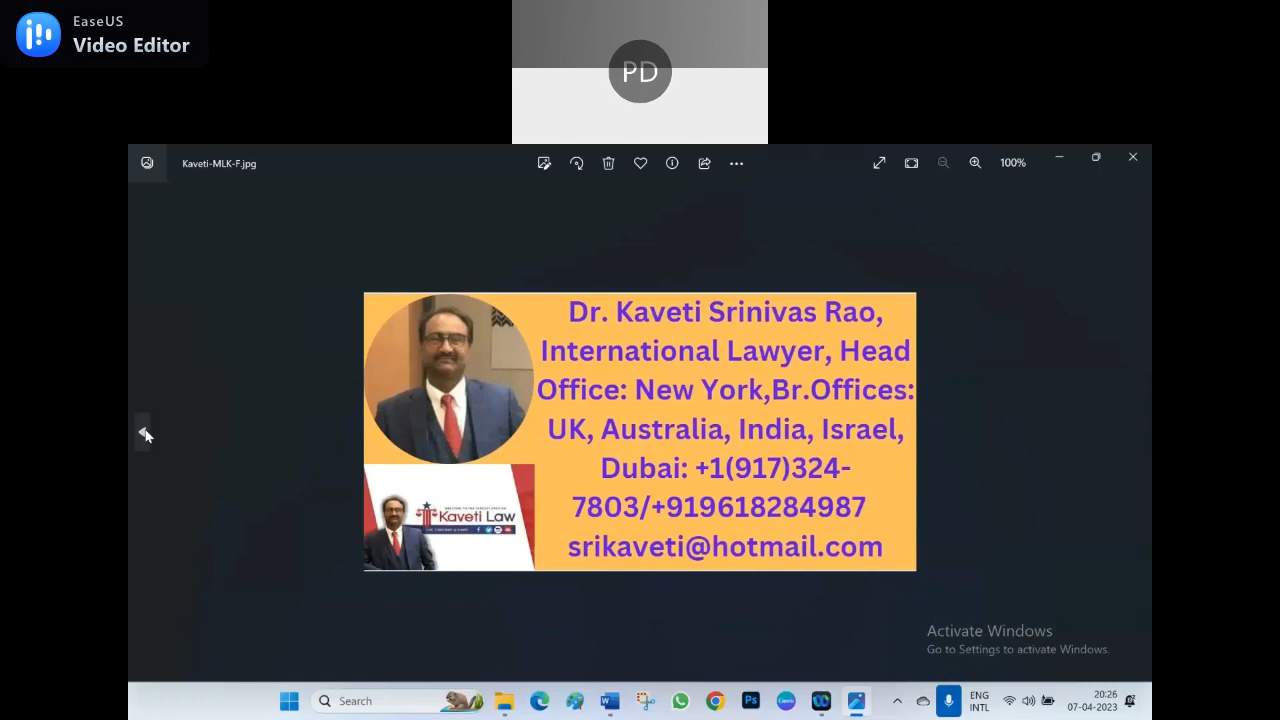 EaseUS
Video Editor
PD
Kaveti-MLK-F.jpg
100%
Dr. Kaveti Srinivas Rao,
International Lawyer, Head
Office: New York,Br.Offices:
UK, Australia, India, Israel,
Dubai: +1(917)324-
7803/+919618284987
srikaveti@hotmail.com
Kaveti Law
Activate Windows
Go to Settings to activate Windows.
Search
Ps
ENG
INTL
20:26
07-04-2023